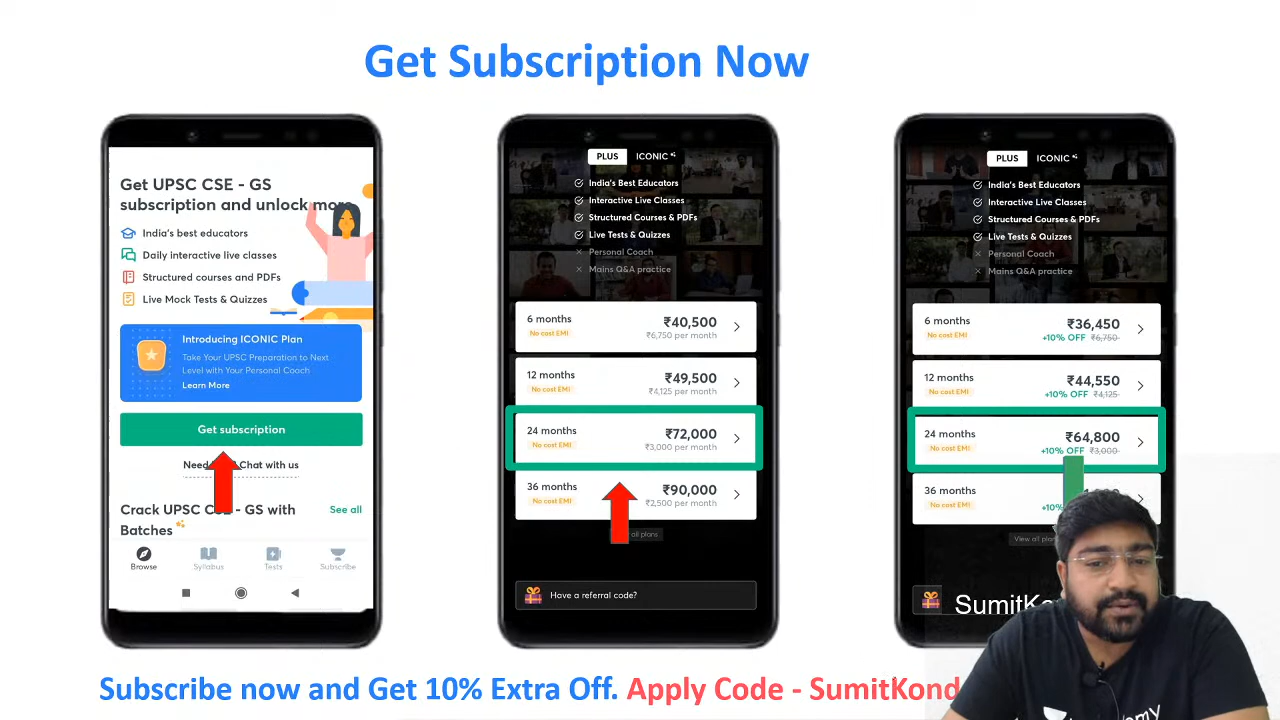 Get Subscription Now
Get UPSC CSE - GS
subscription and unlock more
India's best educators
Daily interactive live classes
Structured courses and PDFs
Live Mock Tests & Quizzes
Introducing ICONIC Plan
Take Your UPSC Preparation to Next
Level with Your Personal Coach
Learn More
Get subscription
Chat with us
Crack UPSC CSE - GS with
Batches
See all
Browse
Syllabus
Tests
Subscribe
PLUS ICONIC
India's Best Educators
Interactive Live Classes
Structured Courses & PDFs
Live Tests & Quizzes
Personal Coach
Mains Q&A practice
6 months ₹40,500
No cost EMI ₹6,750 per month
12 months ₹49,500
No cost EMI ₹4,125 per month
24 months ₹72,000
No cost EMI ₹3,000 per month
36 months ₹90,000
No cost EMI ₹2,500 per month
all plans
Have a referral code?
PLUS ICONIC
India's Best Educators
Interactive Live Classes
Structured Courses & PDFs
Live Tests & Quizzes
Personal Coach
Mains Q&A practice
6 months ₹36,450
No cost EMI +10% OFF ₹6,750
12 months ₹44,550
No cost EMI +10% OFF ₹4,125
24 months ₹64,800
No cost EMI +10% OFF ₹3,000
36 months
No cost EMI +10%
View all
Subscribe now and Get 10% Extra Off. Apply Code - SumitKond